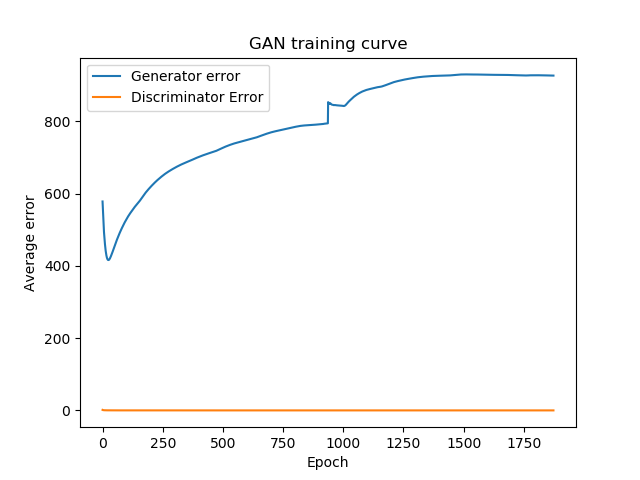 GAN training curve
Generator error
Discriminator Error
Average error
800
600
400
200
0
0 250 500 750 1000 1250 1500 1750
Epoch